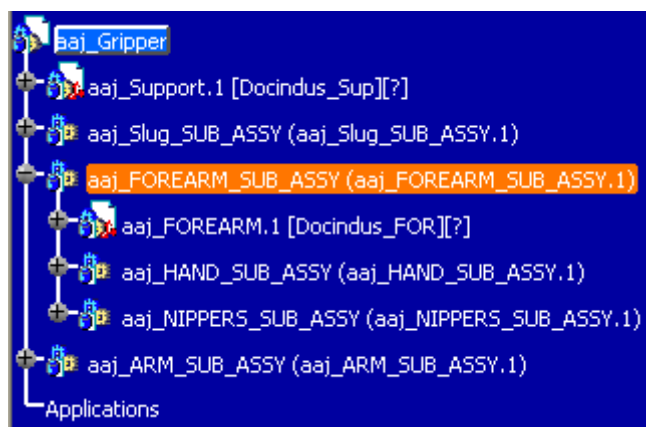 aaj_Gripper
aaj_Support.1 [Docindus_Sup][?]
aaj_Slug_SUB_ASSY (aaj_Slug_SUB_ASSY.1)
aaj_FOREARM_SUB_ASSY (aaj_FOREARM_SUB_ASSY.1)
aaj_FOREARM.1 [Docindus_FOR][?]
aaj_HAND_SUB_ASSY (aaj_HAND_SUB_ASSY.1)
aaj_NIPPERS_SUB_ASSY (aaj_NIPPERS_SUB_ASSY.1)
aaj_ARM_SUB_ASSY (aaj_ARM_SUB_ASSY.1)
Applications